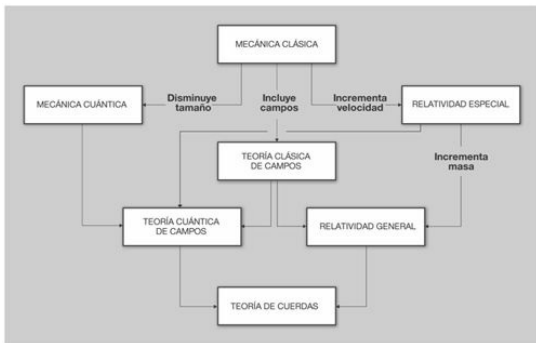 MECÁNICA CLÁSICA
Disminuye
tamaño
Incluye
campos
Incrementa
velocidad
MECÁNICA CUÁNTICA
RELATIVIDAD ESPECIAL
TEORÍA CLÁSICA
DE CAMPOS
Incrementa
masa
TEORÍA CUÁNTICA
DE CAMPOS
RELATIVIDAD GENERAL
TEORÍA DE CUERDAS